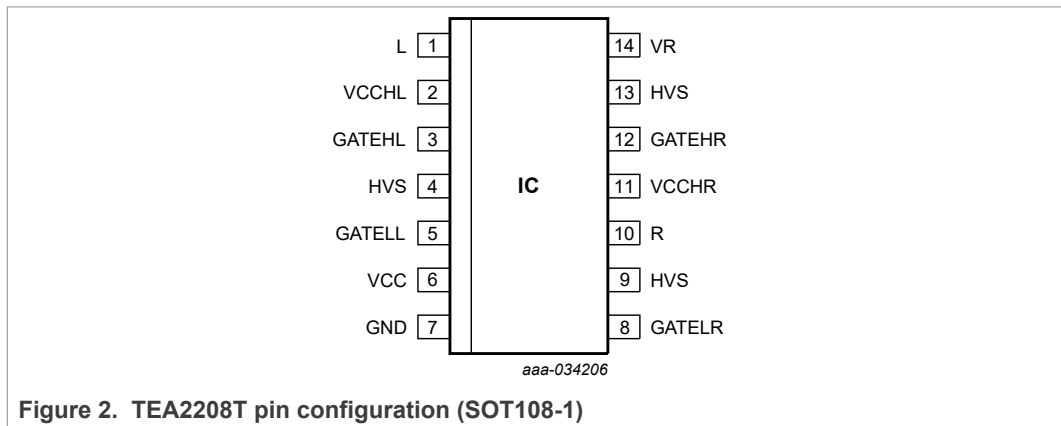 L 1 14 VR
VCCHL 2 13 HVS
GATEHL 3 12 GATEHR
HVS 4 IC 11 VCCHR
GATELL 5 10 R
VCC 6 9 HVS
GND 7 8 GATELR
aaa-034206
Figure 2. TEA2208T pin configuration (SOT108-1)